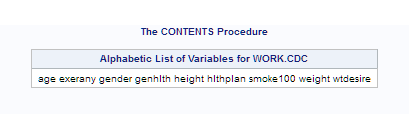 The CONTENTS Procedure
Alphabetic List of Variables for WORK.CDC
age exerany gender genhlth height hlthplan smoke100 weight wtdesire